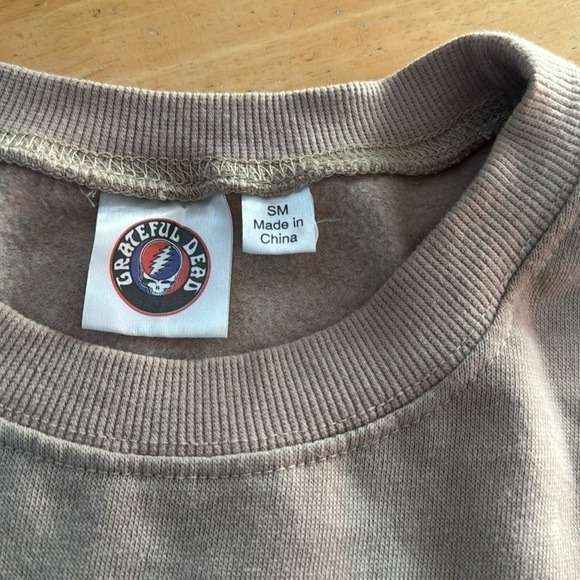 GRATEFUL DEAD
SM
Made in
China